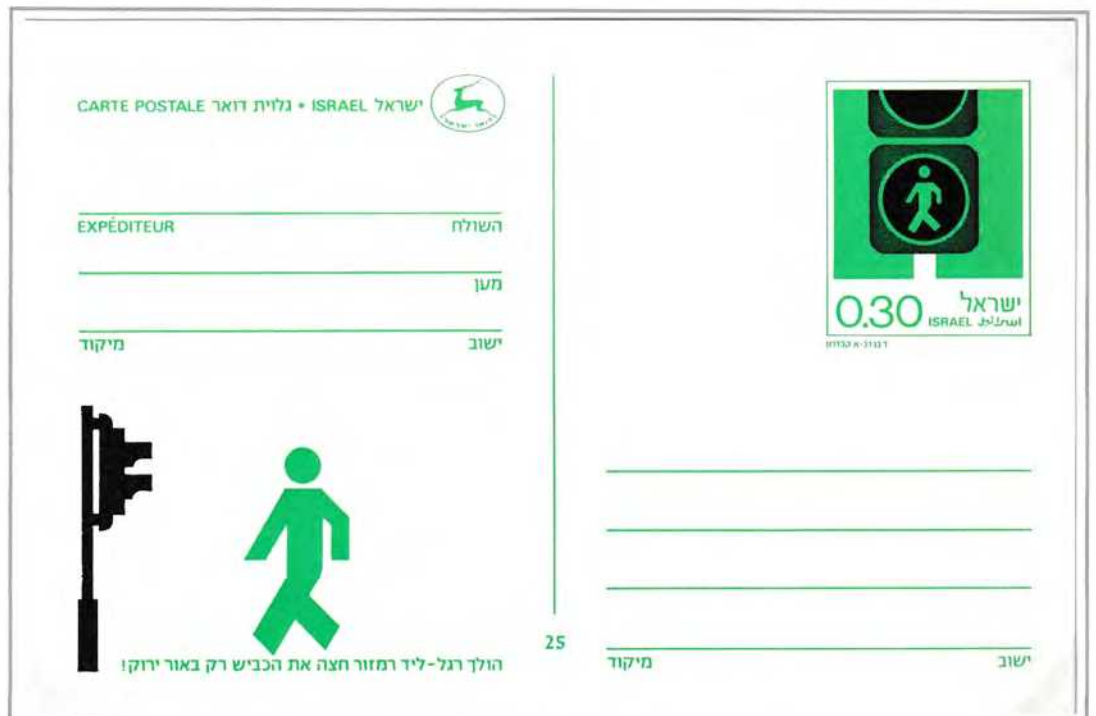 CARTE POSTALE גלוית דואר • ISRAEL ישראל
EXPÉDITEUR השולח
מען
מיקוד ישוב
הולך רגל-ליד רמזור חצה את הכביש רק באור ירוק!
25
0.30 ישראל
ISRAEL اسرائيل
מיקוד ישוב